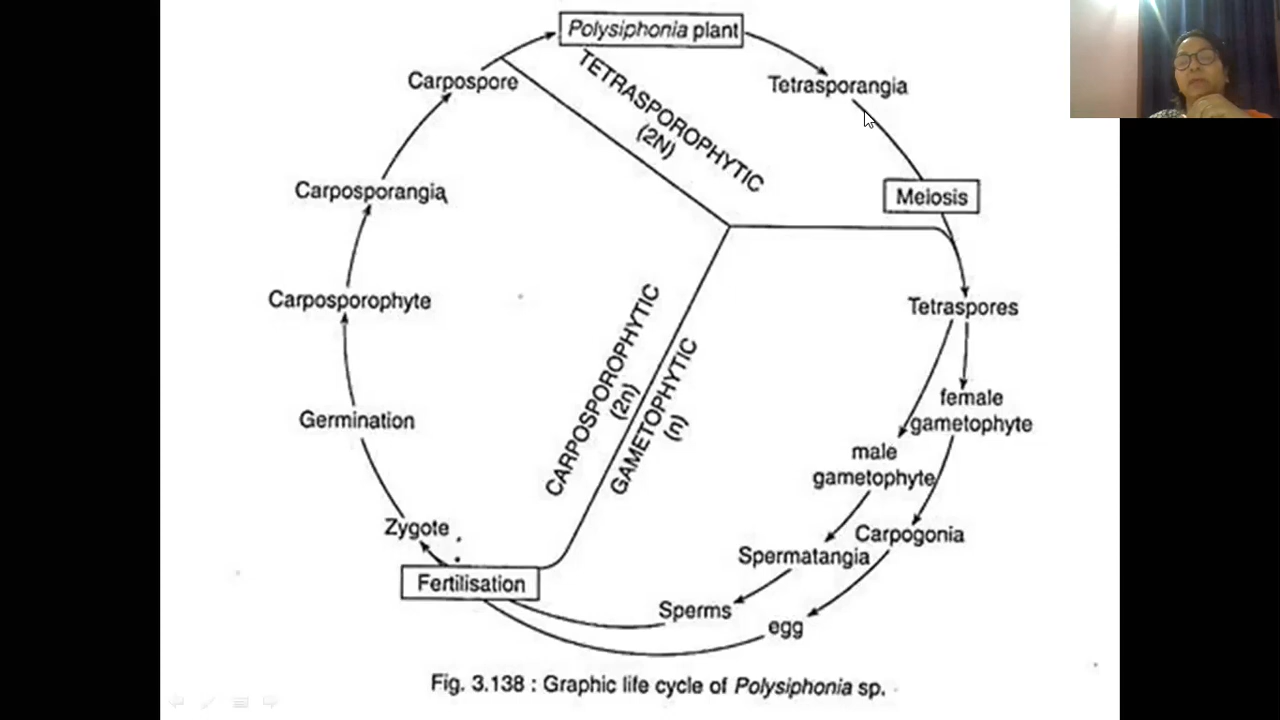 Polysiphonia plant
Tetrasporangia
Meiosis
Tetraspores
female
gametophyte
male
gametophyte
Carpogonia
Spermatangia
egg
Sperms
Fertilisation
Zygote
Germination
Carposporophyte
Carposporangia
Carpospore
TETRASPOROPHYTIC
(2N)
CARPOSPOROPHYTIC
(2n)
GAMETOPHYTIC
(n)
Fig. 3.138 : Graphic life cycle of Polysiphonia sp.